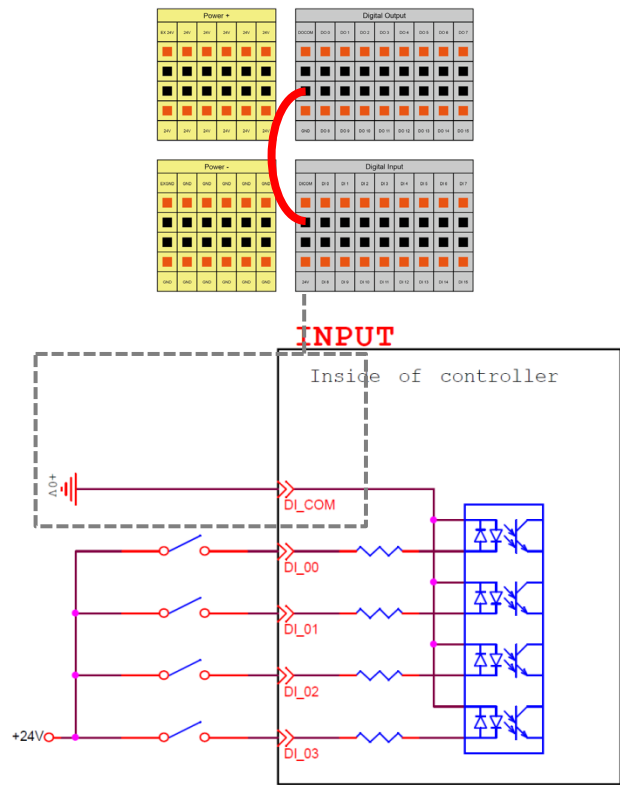 Power +
EX 24V 24V 24V 24V 24V 24V
24V 24V 24V 24V 24V 24V
Digital Output
DOCOM DO 0 DO 1 DO 2 DO 3 DO 4 DO 5 DO 6 DO 7
GND DO 8 DO 9 DO 10 DO 11 DO 12 DO 13 DO 14 DO 15
Power -
EXGND GND GND GND GND GND
GND GND GND GND GND GND
Digital Input
DICOM DI 0 DI 1 DI 2 DI 3 DI 4 DI 5 DI 6 DI 7
24V DI 8 DI 9 DI 10 DI 11 DI 12 DI 13 DI 14 DI 15
INPUT
Inside of controller
+0V
DI_COM
DI_00
DI_01
DI_02
+24V
DI_03